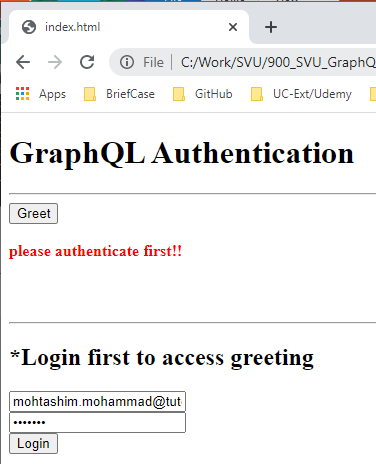 index.html
File C:/Work/SVU/900_SVU_GraphQ
Apps BriefCase GitHub UC-Ext/Udemy
GraphQL Authentication
Greet
please authenticate first!!
*Login first to access greeting
mohtashim.mohammad@tut
•••••••
Login